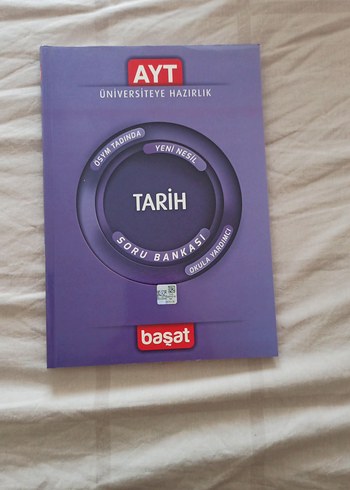 AYT
ÜNİVERSİTEYE HAZIRLIK
ÖSYM TADINDA
YENİ NESİL
TARİH
SORU BANKASI
OKULA YARDIMCI
başat